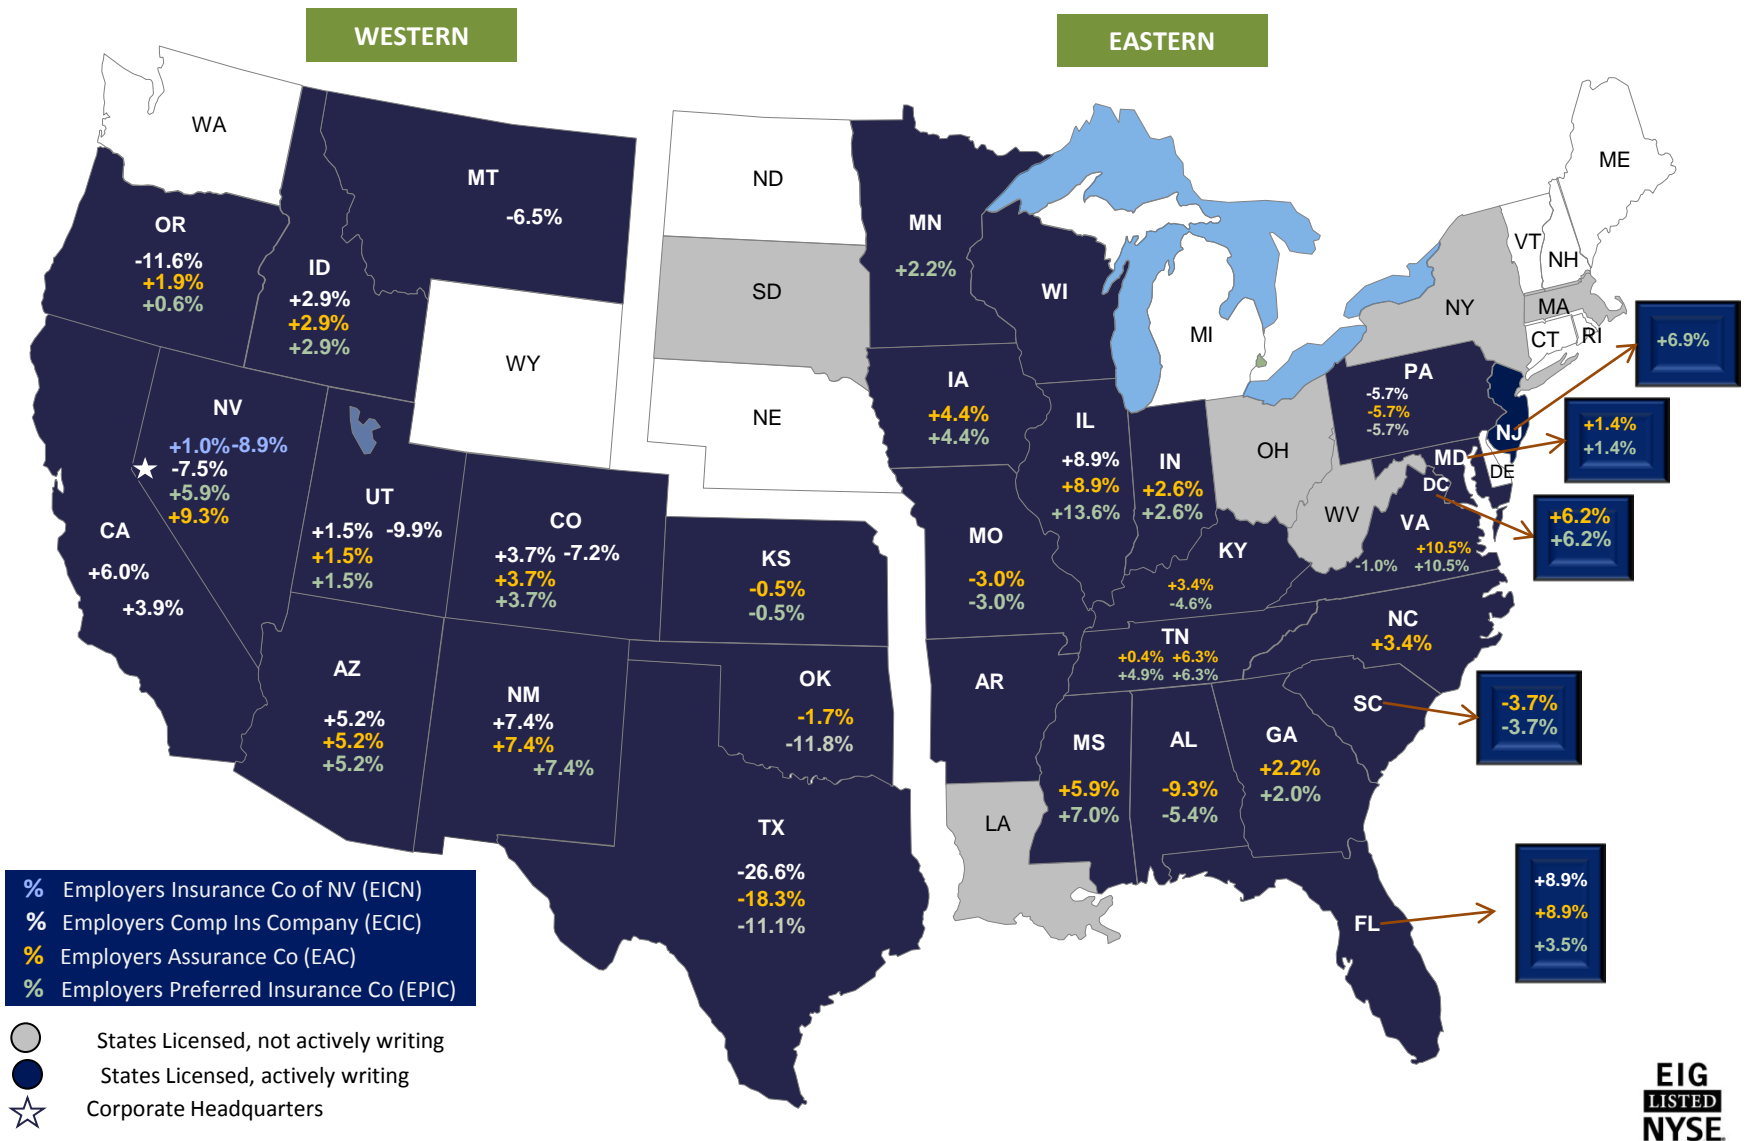 WESTERN
EASTERN
WA
OR
-11.6%
+1.9%
+0.6%
ID
+2.9%
+2.9%
+2.9%
MT
-6.5%
WY
NV
+1.0% -8.9%
-7.5%
+5.9%
+9.3%
CA
+6.0%
+3.9%
UT
+1.5% -9.9%
+1.5%
+1.5%
CO
+3.7% -7.2%
+3.7%
+3.7%
AZ
+5.2%
+5.2%
+5.2%
NM
+7.4%
+7.4%
+7.4%
ND
SD
NE
KS
-0.5%
-0.5%
OK
-1.7%
-11.8%
TX
-26.6%
-18.3%
-11.1%
MN
+2.2%
WI
IA
+4.4%
+4.4%
MO
-3.0%
-3.0%
AR
LA
IL
+8.9%
+8.9%
+13.6%
IN
+2.6%
+2.6%
MI
OH
KY
+3.4%
-4.6%
TN
+0.4% +6.3%
+4.9% +6.3%
MS
+5.9%
+7.0%
AL
-9.3%
-5.4%
GA
+2.2%
+2.0%
ME
VT
NH
NY
MA
CT
RI
PA
-5.7%
-5.7%
-5.7%
NJ
+6.9%
MD
+1.4%
+1.4%
DE
DC
+6.2%
+6.2%
WV
VA
+10.5%
-1.0% +10.5%
NC
+3.4%
SC
-3.7%
-3.7%
FL
+8.9%
+8.9%
+3.5%
% Employers Insurance Co of NV (EICN)
% Employers Comp Ins Company (ECIC)
% Employers Assurance Co (EAC)
% Employers Preferred Insurance Co (EPIC)
States Licensed, not actively writing
States Licensed, actively writing
Corporate Headquarters
EIG
LISTED
NYSE